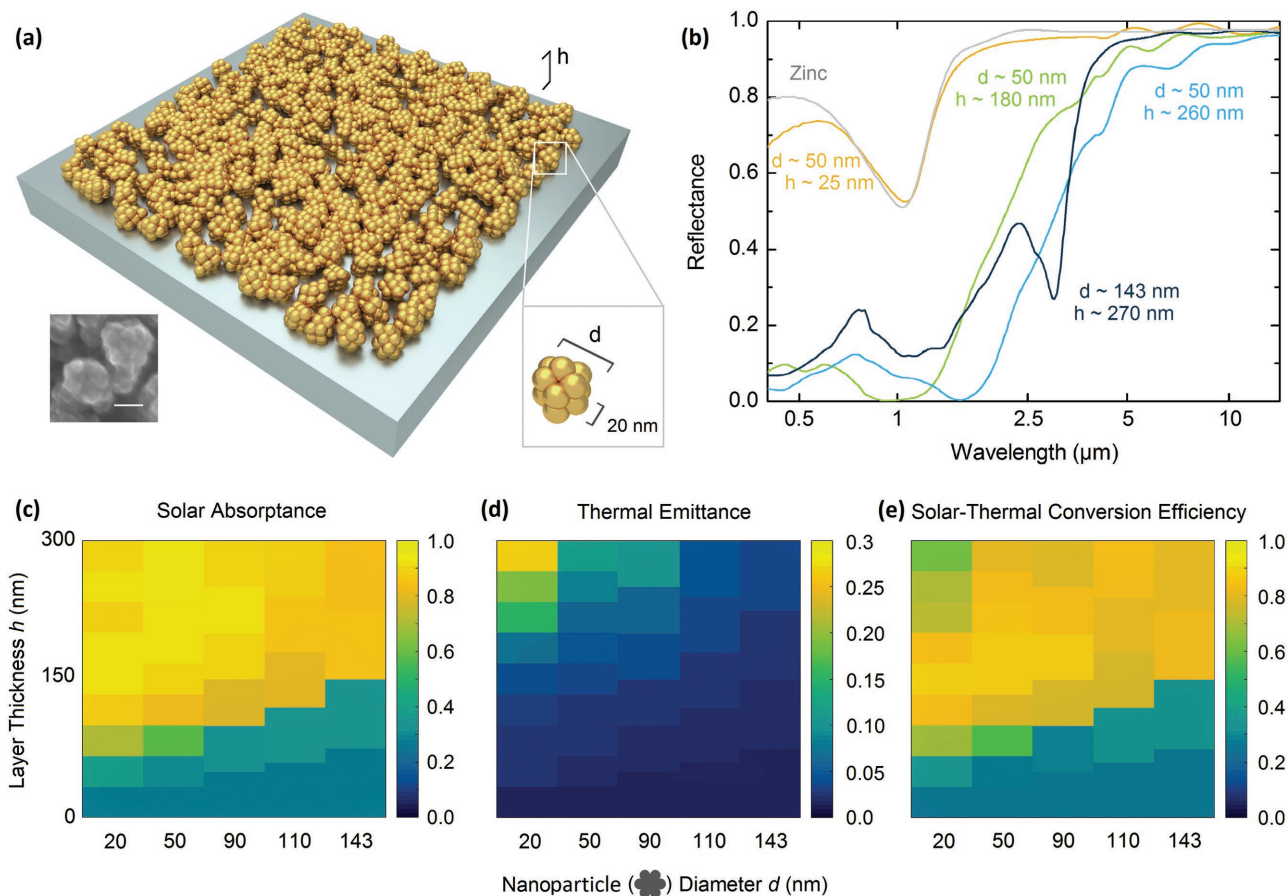 (a)
h
d
20 nm
(b)
1.0
0.8
0.6
0.4
0.2
0.0
Reflectance
Zinc
d ~ 50 nm
h ~ 25 nm
d ~ 50 nm
h ~ 180 nm
d ~ 50 nm
h ~ 260 nm
d ~ 143 nm
h ~ 270 nm
0.5 1 2.5 5 10
Wavelength (µm)
(c) Solar Absorptance
Layer Thickness h (nm)
300
150
0
20 50 90 110 143
1.0
0.8
0.6
0.4
0.2
0.0
(d) Thermal Emittance
20 50 90 110 143
0.3
0.25
0.20
0.15
0.10
0.05
0.0
(e) Solar-Thermal Conversion Efficiency
20 50 90 110 143
1.0
0.8
0.6
0.4
0.2
0.0
Nanoparticle ( ) Diameter d (nm)